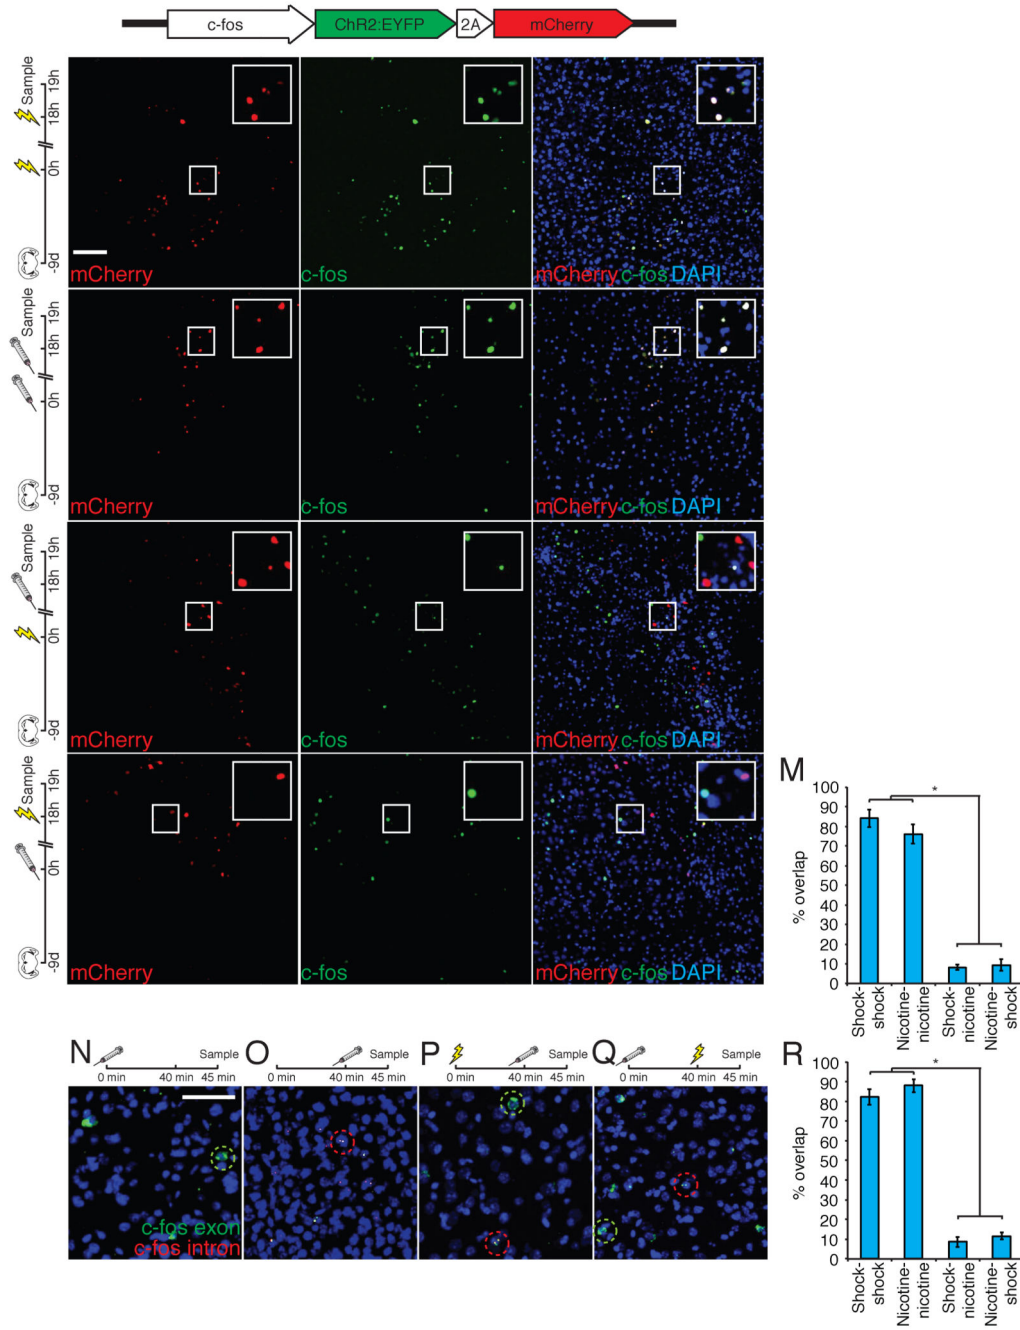 c-fos ChR2:EYFP 2A mCherry
Sample
19h
18h
0h
-9d
mCherry c-fos mCherry c-fos DAPI
Sample
19h
18h
0h
-9d
mCherry c-fos mCherry c-fos DAPI
Sample
19h
18h
0h
-9d
mCherry c-fos mCherry c-fos DAPI
Sample
19h
18h
0h
-9d
mCherry c-fos mCherry c-fos DAPI
M
% overlap
100
90
80
70
60
50
40
30
20
10
0
*
Shock-shock
Nicotine-nicotine
Shock-nicotine
Nicotine-shock
N
Sample
0 min 40 min 45 min
c-fos exon
c-fos intron
O
Sample
0 min 40 min 45 min
P
Sample
0 min 40 min 45 min
Q
Sample
0 min 40 min 45 min
R
% overlap
100
90
80
70
60
50
40
30
20
10
0
*
Shock-shock
Nicotine-nicotine
Shock-nicotine
Nicotine-shock